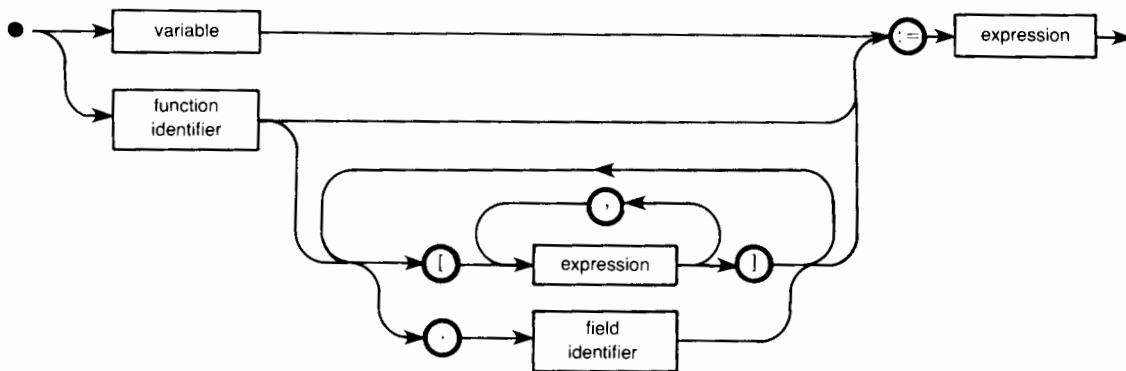 variable
:=
expression
function
identifier
,
[
expression
]
.
field
identifier